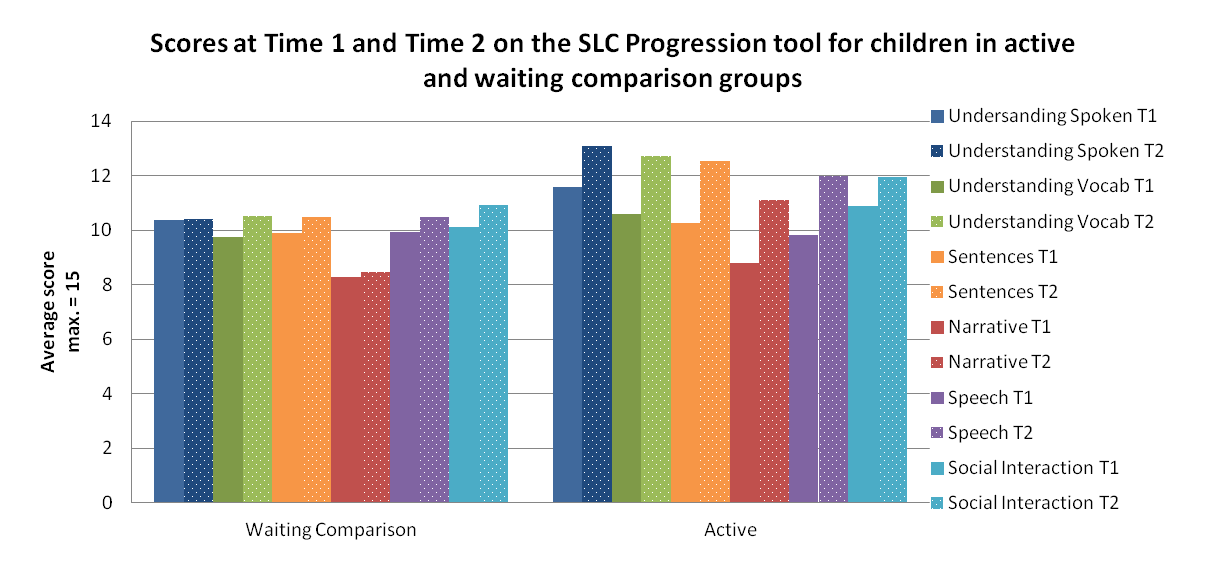 Scores at Time 1 and Time 2 on the SLC Progression tool for children in active
and waiting comparison groups
Average score
max. = 15
14
12
10
8
6
4
2
0
Waiting Comparison
Active
Undersanding Spoken T1
Understanding Spoken T2
Understanding Vocab T1
Understanding Vocab T2
Sentences T1
Sentences T2
Narrative T1
Narrative T2
Speech T1
Speech T2
Social Interaction T1
Social Interaction T2